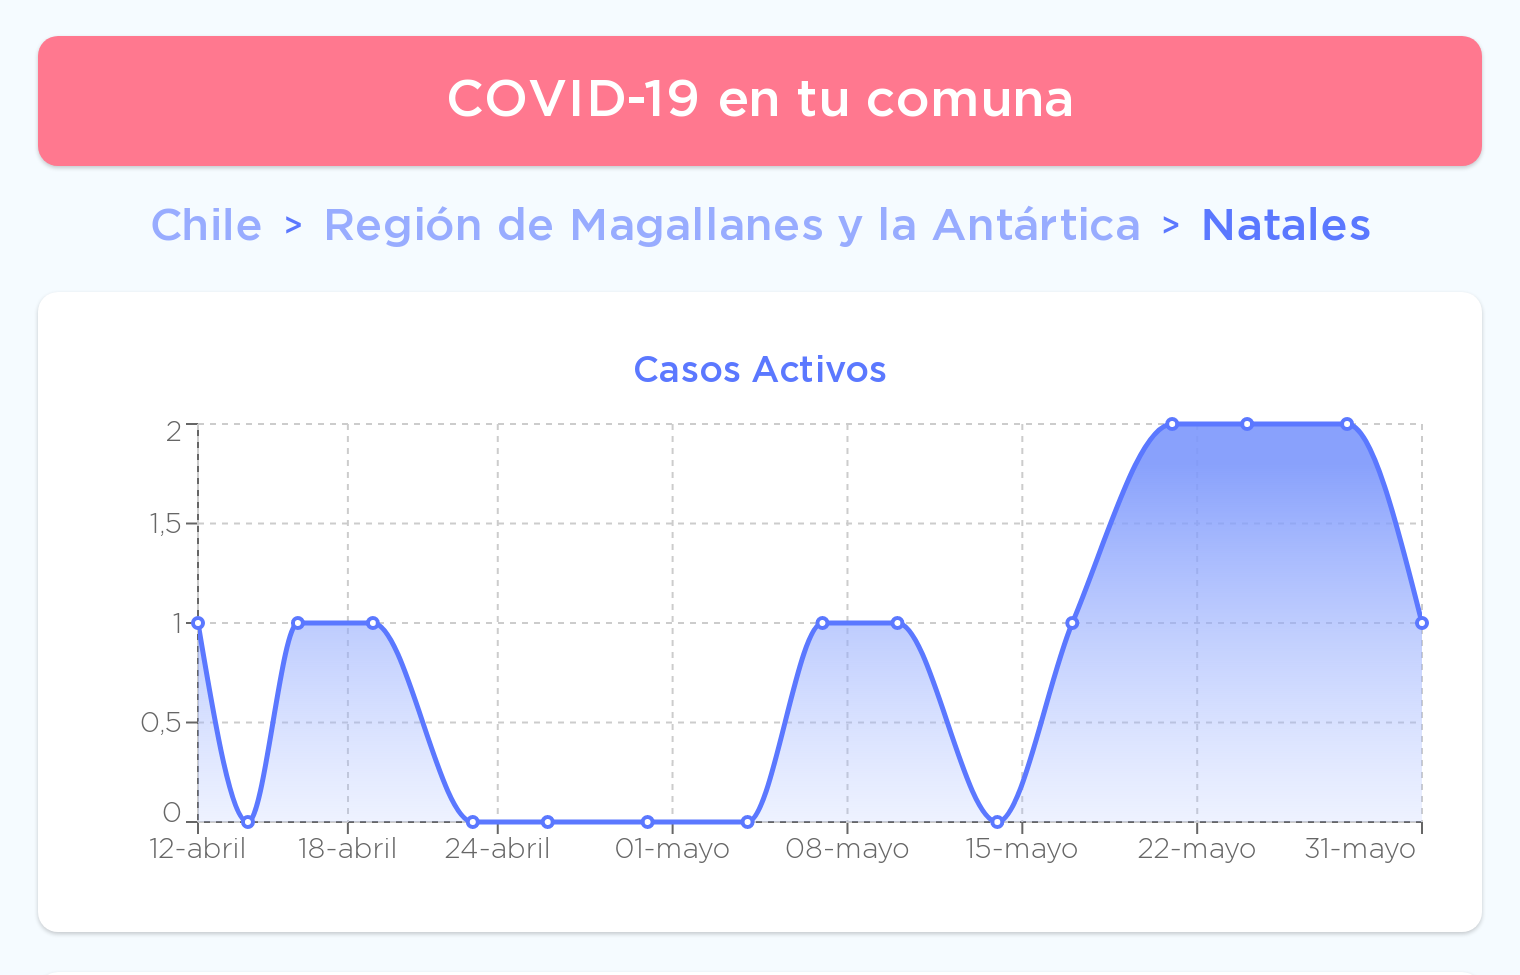 COVID-19 en tu comuna
Chile > Región de Magallanes y la Antártica > Natales
Casos Activos
2
1,5
1
0,5
0
12-abril 18-abril 24-abril 01-mayo 08-mayo 15-mayo 22-mayo 31-mayo